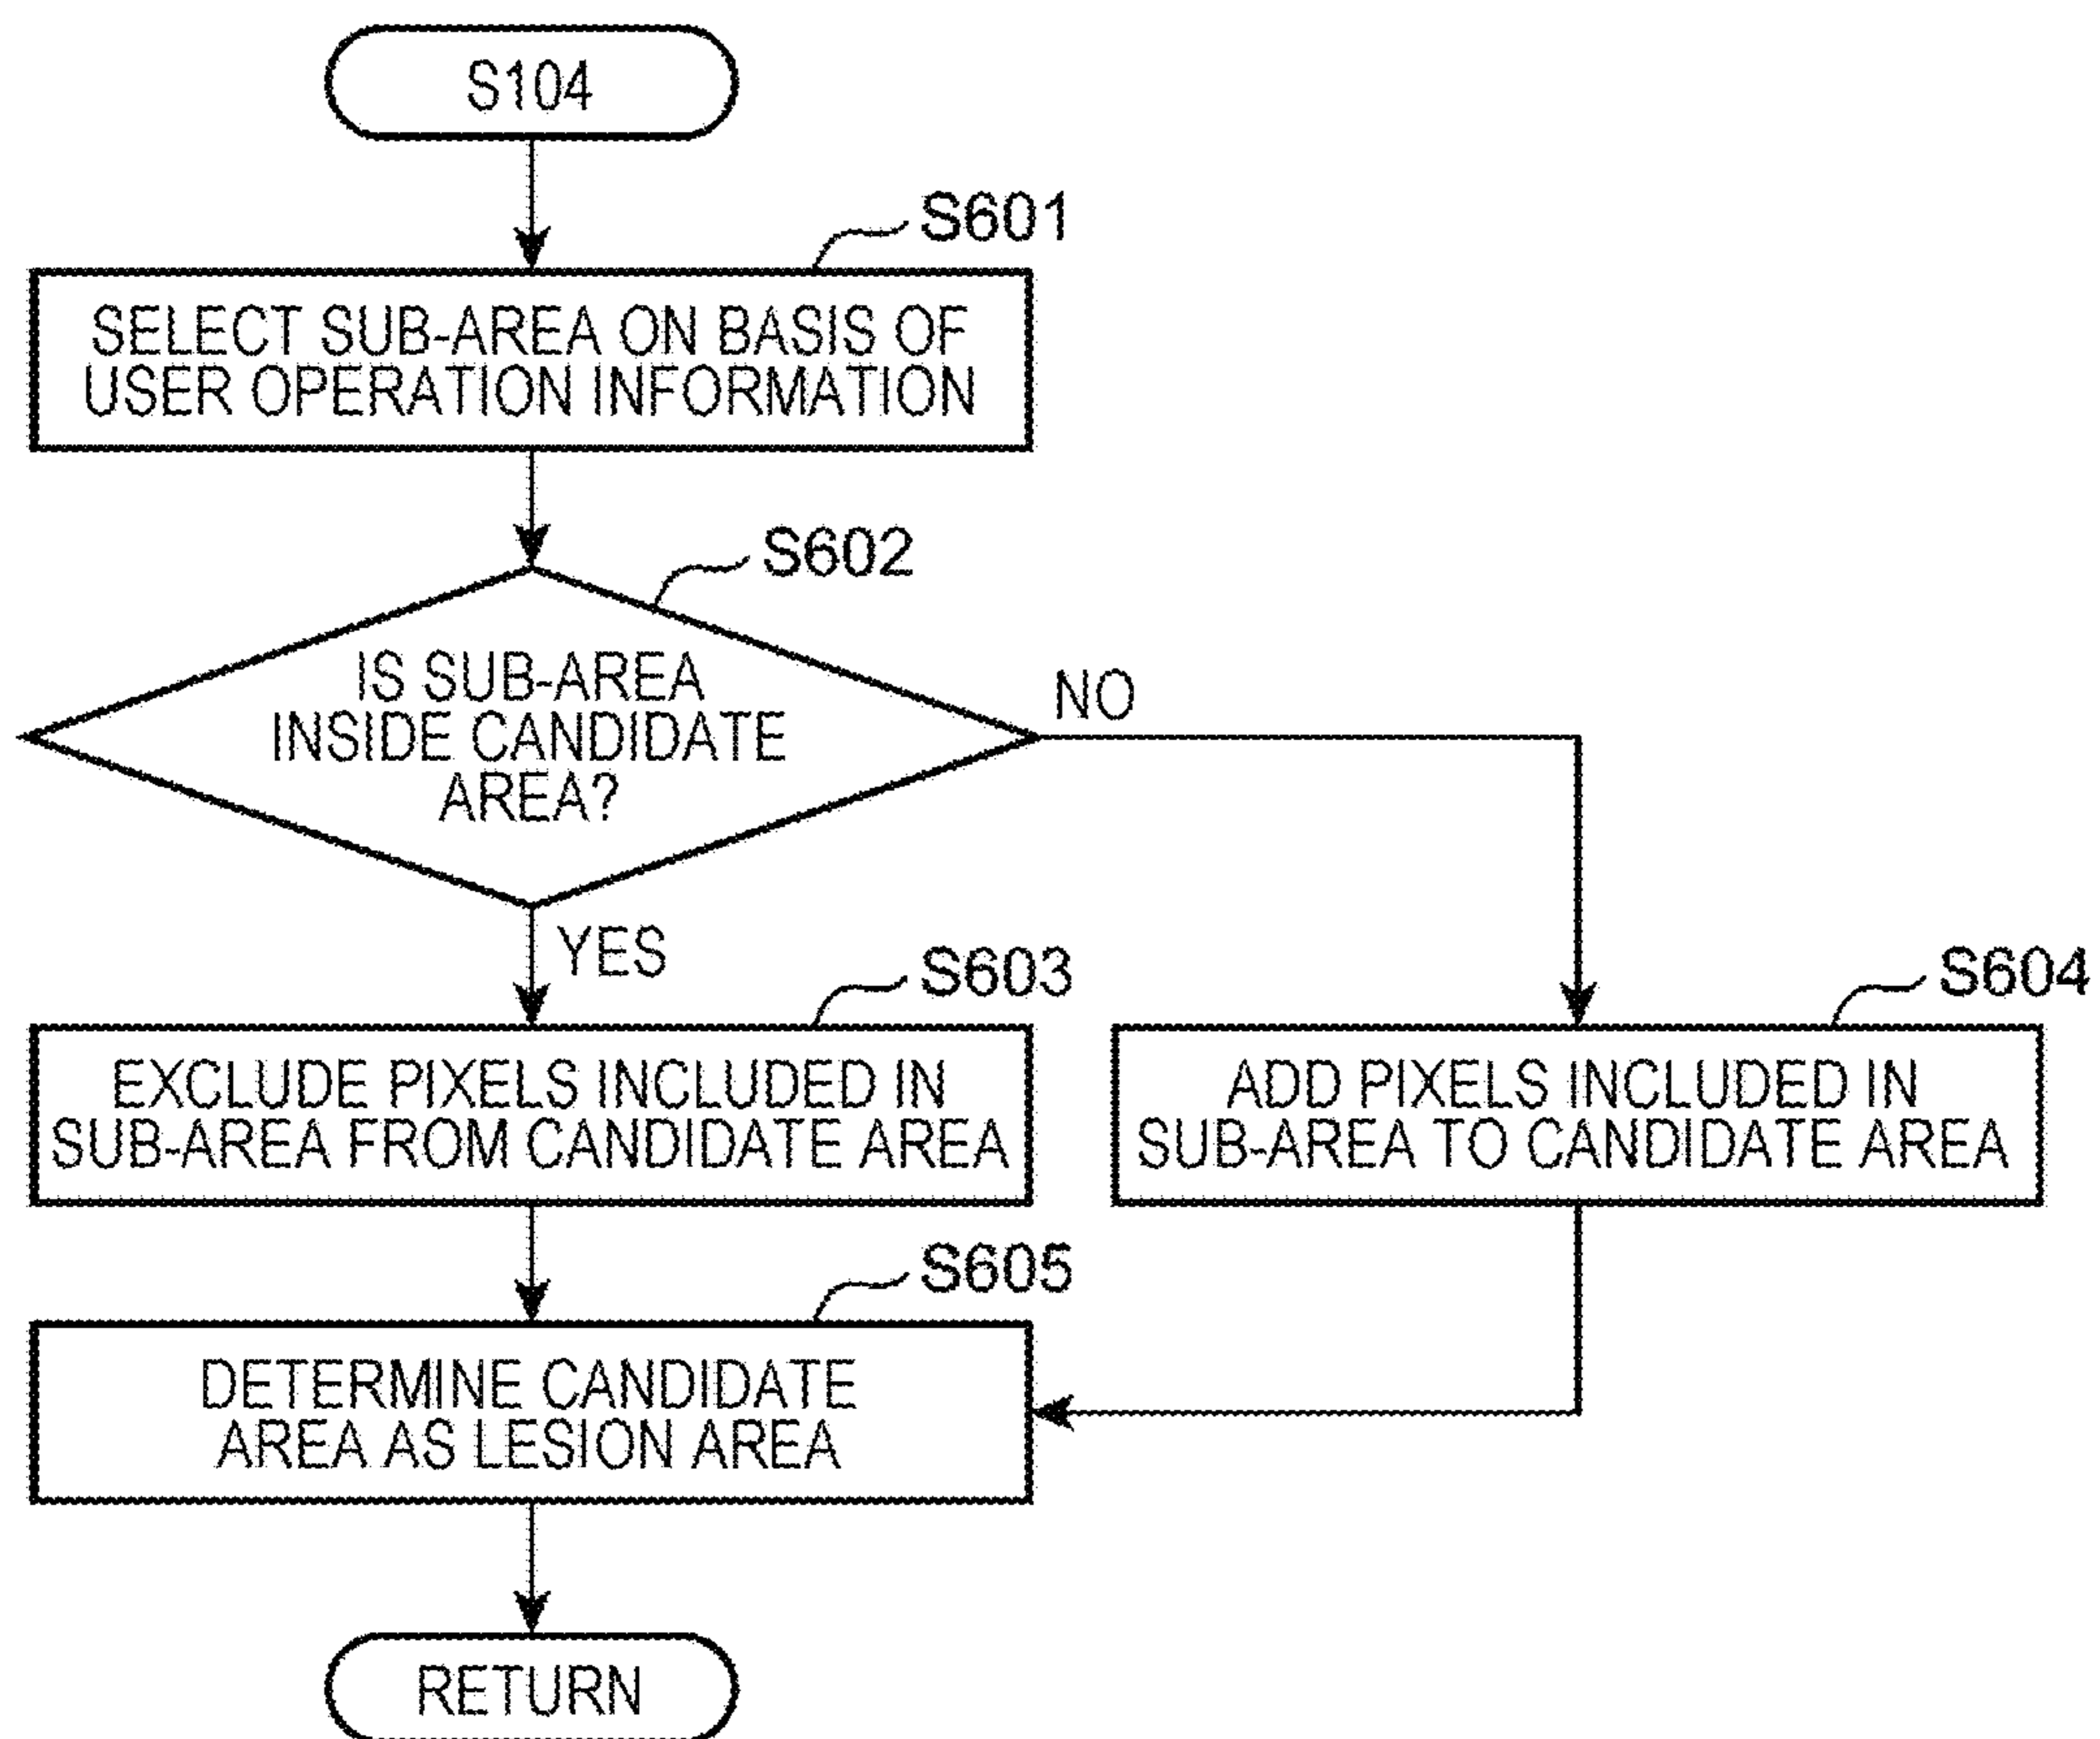 S104
S601
SELECT SUB-AREA ON BASIS OF
USER OPERATION INFORMATION
S602
IS SUB-AREA
INSIDE CANDIDATE
AREA?
NO
YES
S603
EXCLUDE PIXELS INCLUDED IN
SUB-AREA FROM CANDIDATE AREA
S604
ADD PIXELS INCLUDED IN
SUB-AREA TO CANDIDATE AREA
S605
DETERMINE CANDIDATE
AREA AS LESION AREA
RETURN